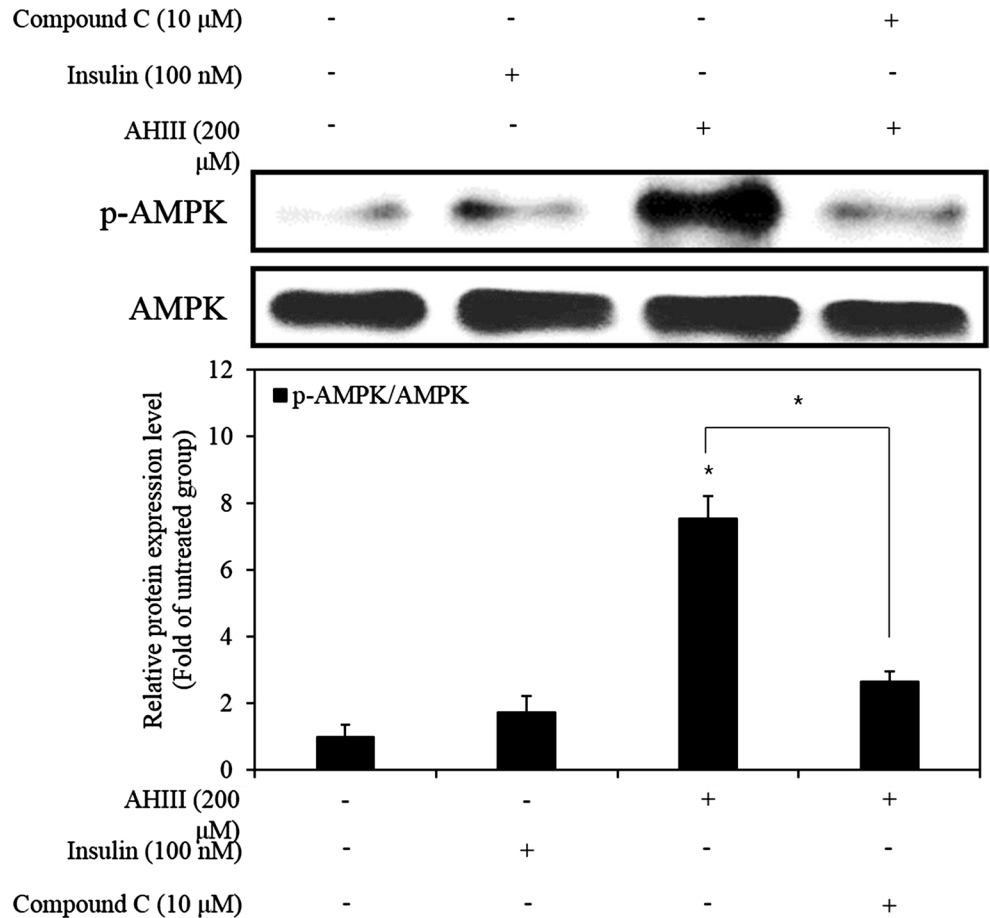 Compound C (10 μM) - - - +
Insulin (100 nM) - + - -
AHIII (200 - - + +
μM)
p-AMPK
AMPK
12
10
8
6
4
2
0
Relative protein expression level
(Fold of untreated group)
p-AMPK/AMPK
*
*
AHIII (200 - - + +
μM)
Insulin (100 nM) - + - -
Compound C (10 μM) - - - +